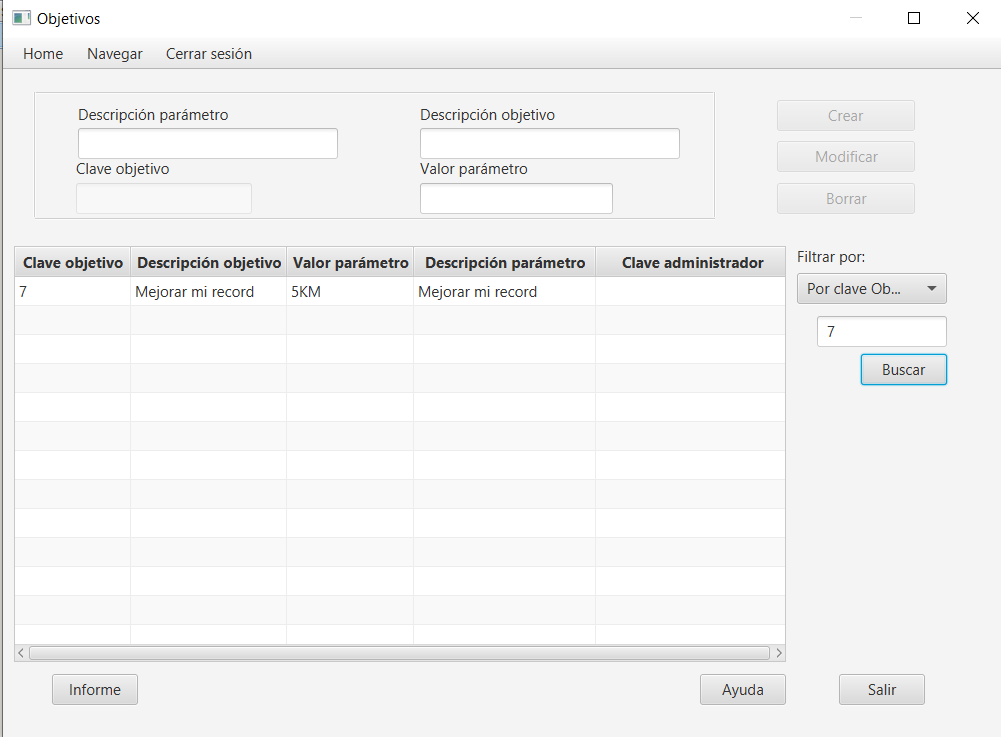 Objetivos
Home Navegar Cerrar sesión
Descripción parámetro Descripción objetivo
Clave objetivo Valor parámetro
Crear
Modificar
Borrar
Clave objetivo Descripción objetivo Valor parámetro Descripción parámetro Clave administrador
7 Mejorar mi record 5KM Mejorar mi record
Filtrar por:
Por clave Ob...
7
Buscar
Informe Ayuda Salir